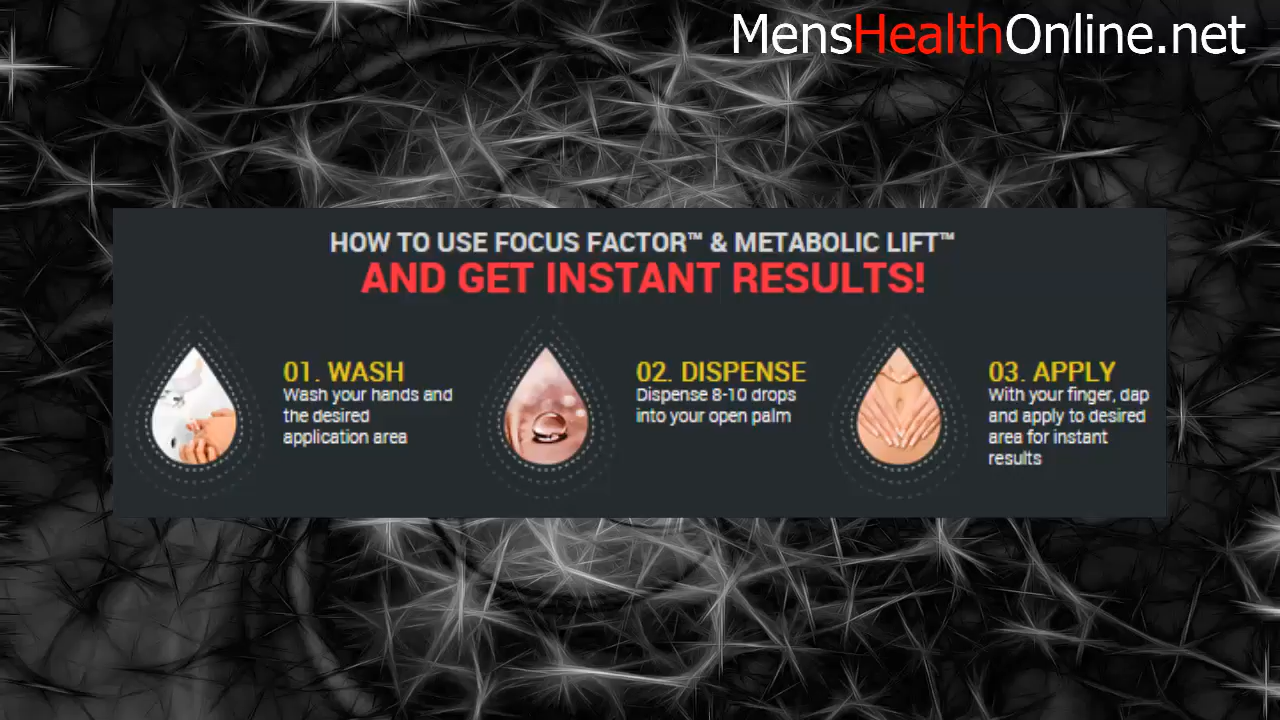 MensHealthOnline.net
HOW TO USE FOCUS FACTOR™ & METABOLIC LIFT™
AND GET INSTANT RESULTS!
01. WASH
Wash your hands and
the desired
application area
02. DISPENSE
Dispense 8-10 drops
into your open palm
03. APPLY
With your finger, dap
and apply to desired
area for instant
results